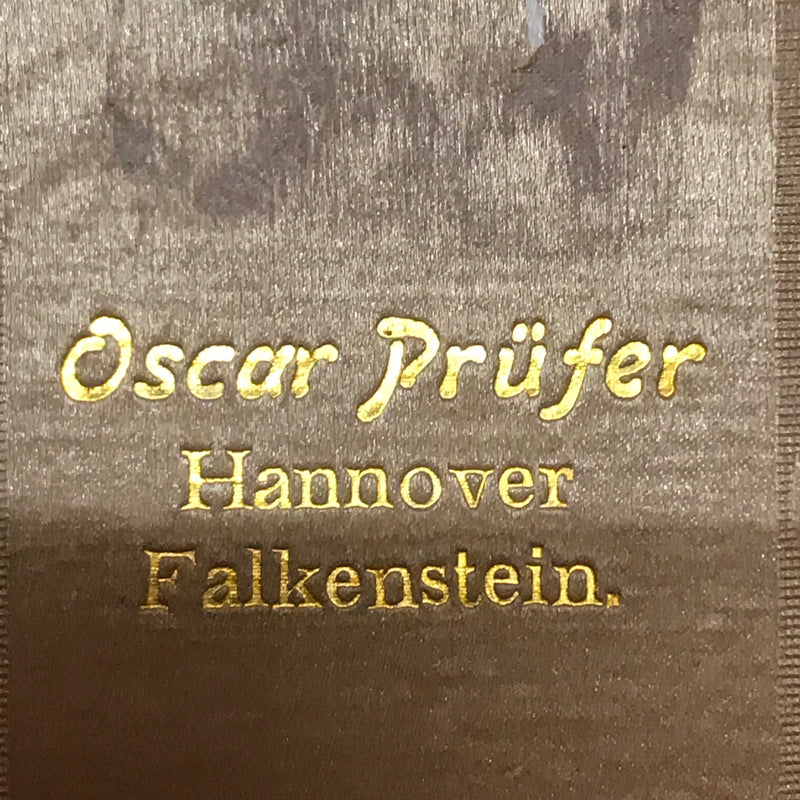 Oscar Prüfer
Hannover
Falkenstein.